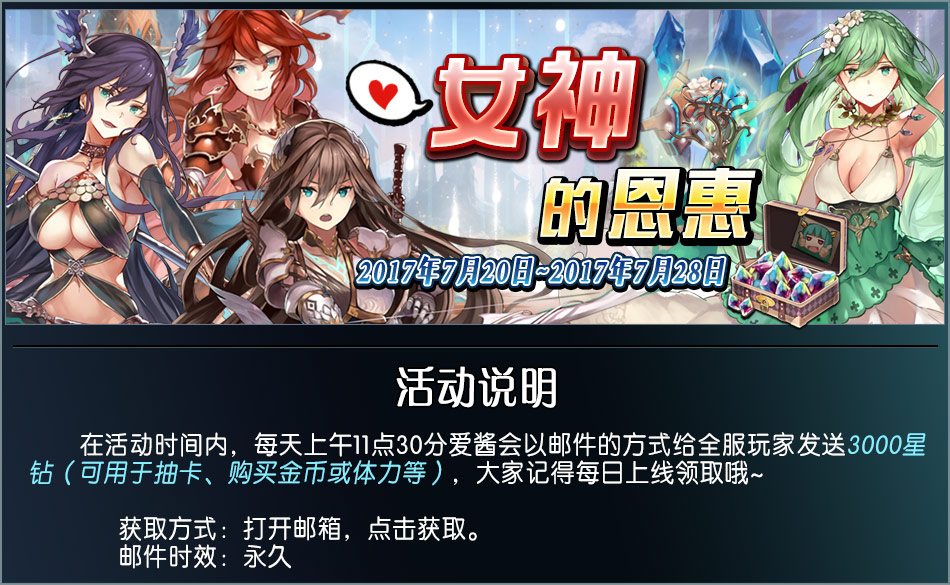 女神
的恩惠
2017年7月20日~2017年7月28日
活动说明
在活动时间内，每天上午11点30分爱酱会以邮件的方式给全服玩家发送3000星
钻（可用于抽卡、购买金币或体力等），大家记得每日上线领取哦~
获取方式：打开邮箱，点击获取。
邮件时效：永久